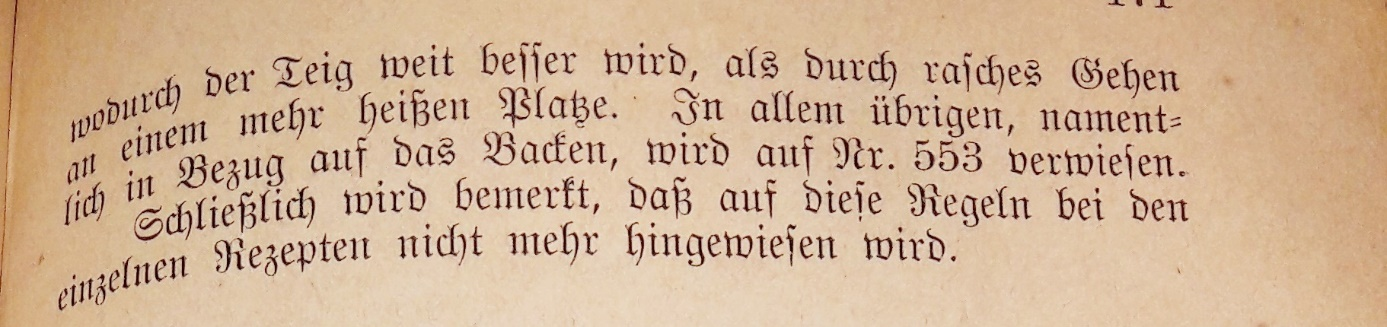 wodurch der Teig weit besser wird, als durch rasches Gehen
an einem mehr heißen Platze. In allem übrigen, nament-
lich in Bezug auf das Backen, wird auf Nr. 553 verwiesen.
Schließlich wird bemerkt, daß auf diese Regeln bei den
einzelnen Rezepten nicht mehr hingewiesen wird.